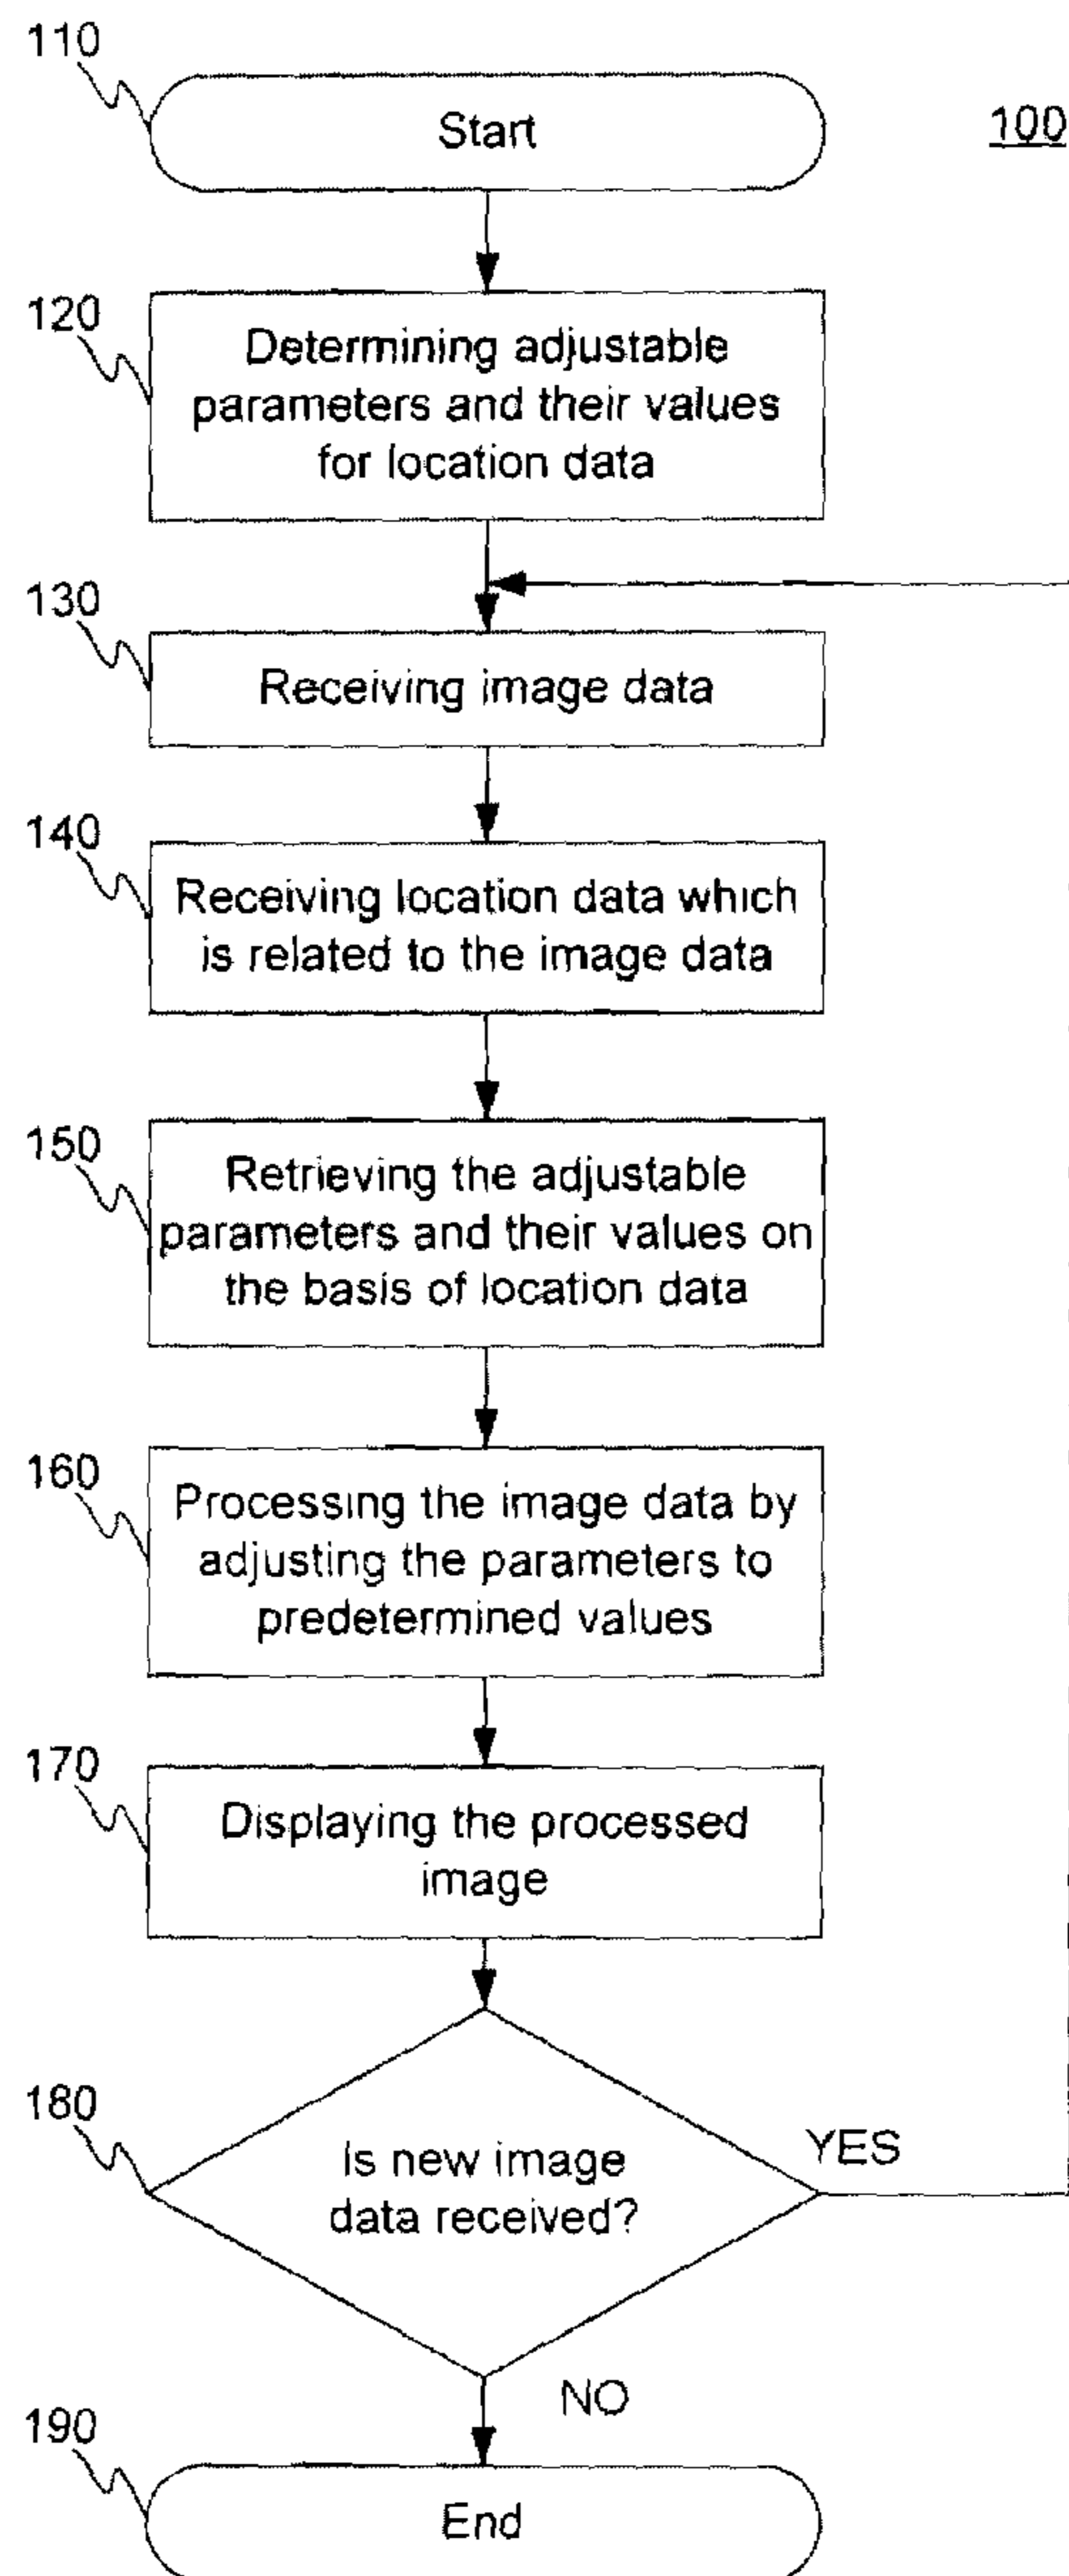 110
Start
100
120
Determining adjustable
parameters and their values
for location data
130
Receiving image data
140
Receiving location data which
is related to the image data
150
Retrieving the adjustable
parameters and their values on
the basis of location data
160
Processing the image data by
adjusting the parameters to
predetermined values
170
Displaying the processed
image
180
Is new image
data received?
YES
NO
190
End